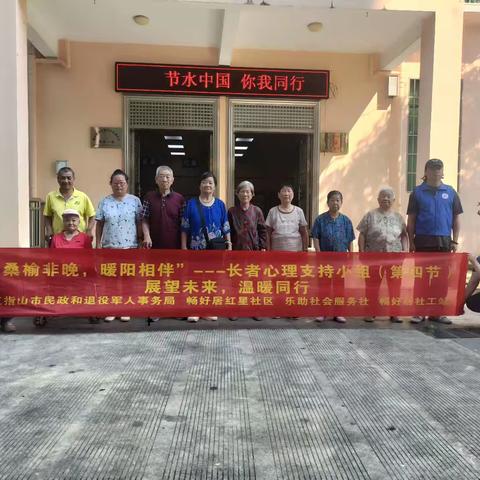 节水中国 你我同行
桑榆非晚，暖阳相伴”---长者心理支持小组（第四节）
展望未来，温暖同行
指山市民政和退役军人事务局 畅好居红星社区 乐助社会服务社 畅好居社工站